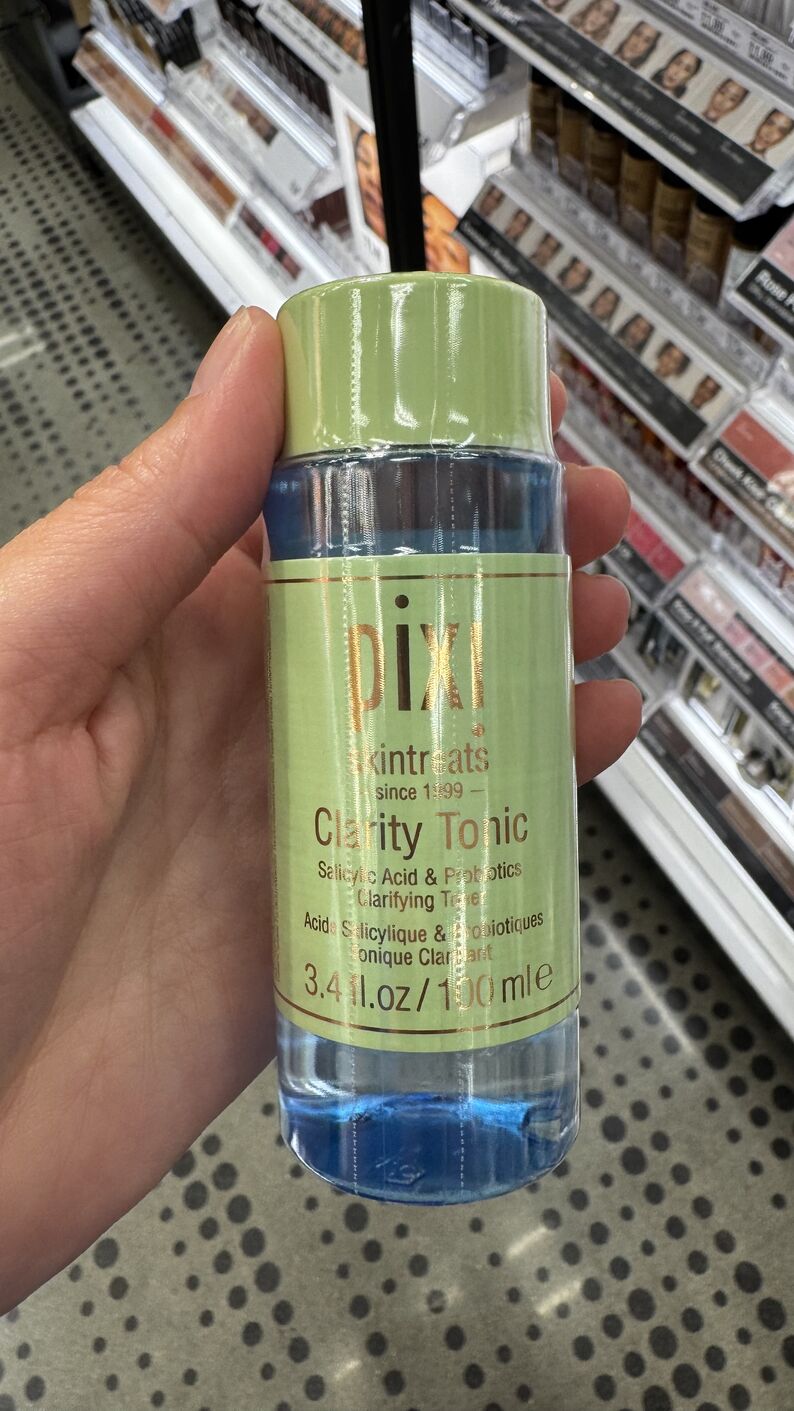 pixi
skintreats
— since 1999 —
Clarity Tonic
Salicylic Acid & Probiotics
Clarifying Toner
Acide Salicylique & Probiotiques
Tonique Clarifiant
3.4 fl.oz / 100 ml e